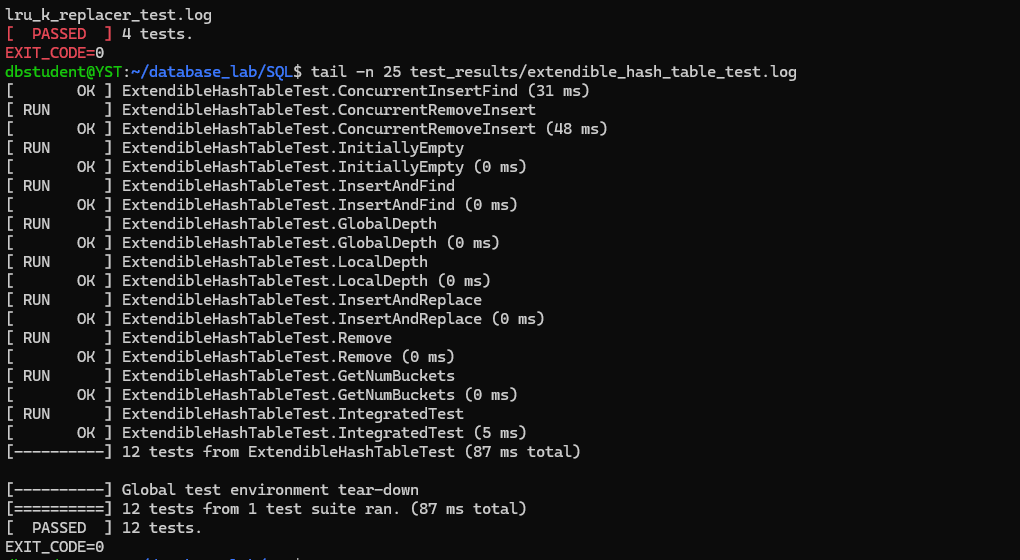 lru_k_replacer_test.log
[  PASSED  ] 4 tests.
EXIT_CODE=0
dbstudent@YST:~/database_lab/SQL$ tail -n 25 test_results/extendible_hash_table_test.log
[       OK ] ExtendibleHashTableTest.ConcurrentInsertFind (31 ms)
[ RUN      ] ExtendibleHashTableTest.ConcurrentRemoveInsert
[       OK ] ExtendibleHashTableTest.ConcurrentRemoveInsert (48 ms)
[ RUN      ] ExtendibleHashTableTest.InitiallyEmpty
[       OK ] ExtendibleHashTableTest.InitiallyEmpty (0 ms)
[ RUN      ] ExtendibleHashTableTest.InsertAndFind
[       OK ] ExtendibleHashTableTest.InsertAndFind (0 ms)
[ RUN      ] ExtendibleHashTableTest.GlobalDepth
[       OK ] ExtendibleHashTableTest.GlobalDepth (0 ms)
[ RUN      ] ExtendibleHashTableTest.LocalDepth
[       OK ] ExtendibleHashTableTest.LocalDepth (0 ms)
[ RUN      ] ExtendibleHashTableTest.InsertAndReplace
[       OK ] ExtendibleHashTableTest.InsertAndReplace (0 ms)
[ RUN      ] ExtendibleHashTableTest.Remove
[       OK ] ExtendibleHashTableTest.Remove (0 ms)
[ RUN      ] ExtendibleHashTableTest.GetNumBuckets
[       OK ] ExtendibleHashTableTest.GetNumBuckets (0 ms)
[ RUN      ] ExtendibleHashTableTest.IntegratedTest
[       OK ] ExtendibleHashTableTest.IntegratedTest (5 ms)
[----------] 12 tests from ExtendibleHashTableTest (87 ms total)

[----------] Global test environment tear-down
[==========] 12 tests from 1 test suite ran. (87 ms total)
[  PASSED  ] 12 tests.
EXIT_CODE=0